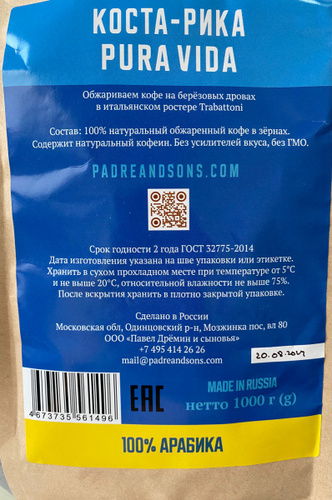 КОСТА-РИКА
PURA VIDA
Обжариваем кофе на берёзовых дровах
в итальянском ростере Trabattoni
Состав: 100% натуральный обжаренный кофе в зёрнах.
Содержит натуральный кофеин. Без усилителей вкуса, без ГМО.
PADREANDSONS.COM
Срок годности 2 года ГОСТ 32775-2014
Дата изготовления указана на шве упаковки или этикетке.
Хранить в сухом прохладном месте при температуре от 5°C
и не выше 20°C, относительной влажности не выше 75%.
После вскрытия хранить в плотно закрытой упаковке.
Сделано в России
Московская обл, Одинцовский р-н, Можзинка пос, вл 80
ООО «Павел Дрёмин и сыновья»
+7 495 414 26 26
mail@padreandsons.com
20.08.2024
4673735561496
EAC
MADE IN RUSSIA
нетто 1000 г (g)
100% АРАБИКА